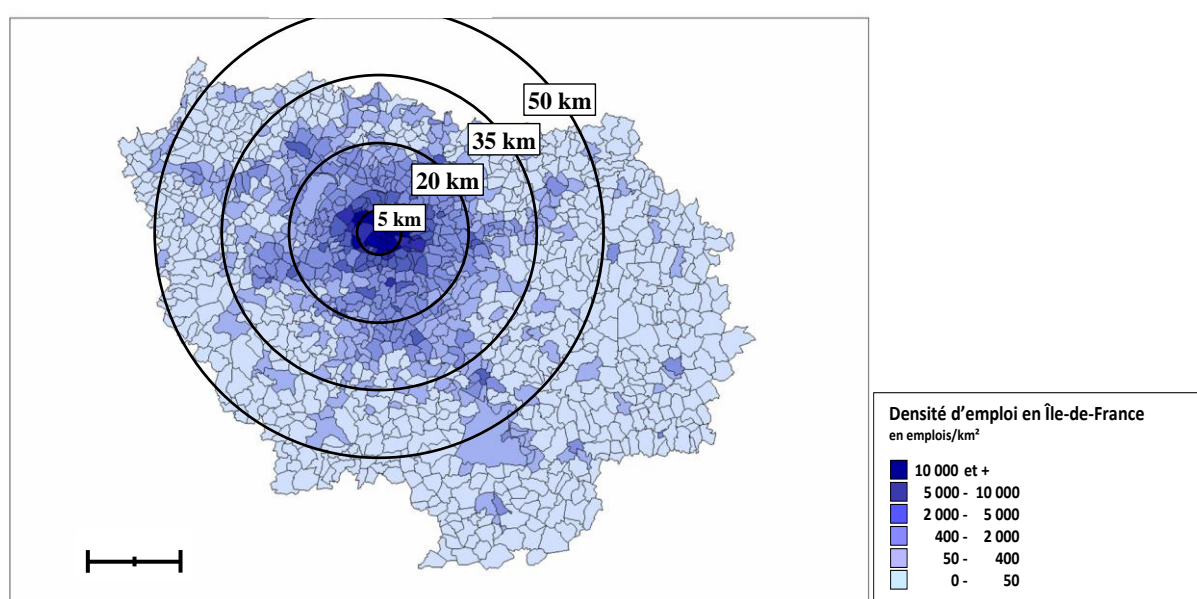 50 km
35 km
20 km
5 km
Densité d’emploi en Île-de-France
en emplois/km²
10 000 et +
5 000 - 10 000
2 000 - 5 000
400 - 2 000
50 - 400
0 - 50